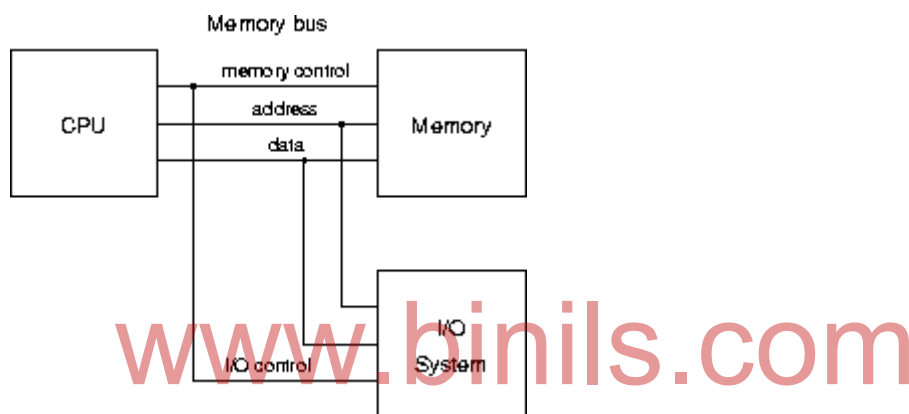 Memory bus
memory control
address
CPU
Memory
data
I/O
www.binils.com
I/O control
System